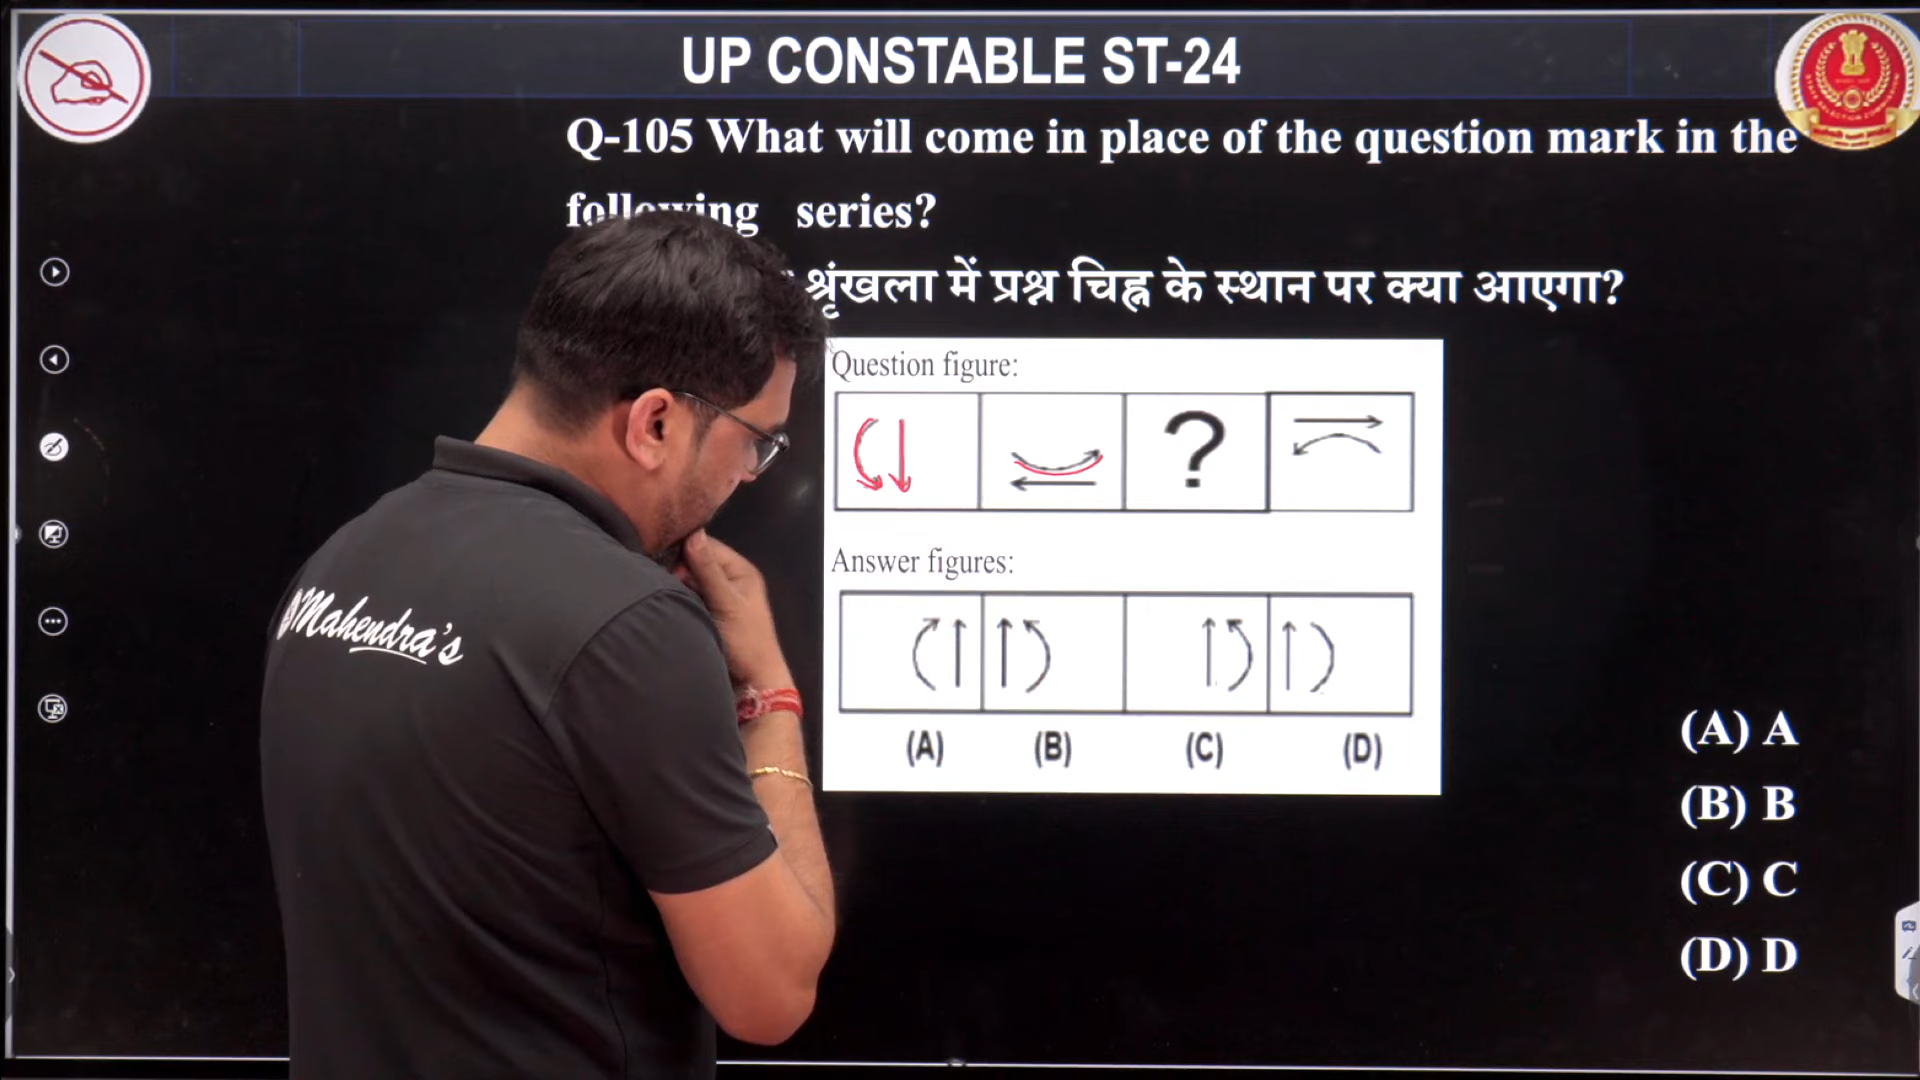 UP CONSTABLE ST-24
Q-105 What will come in place of the question mark in the
following series?
श्रृंखला में प्रश्न चिह्न के स्थान पर क्या आएगा?
Question figure:
?
Answer figures:
(A) (B) (C) (D)
(A) A
(B) B
(C) C
(D) D
Mahendra's